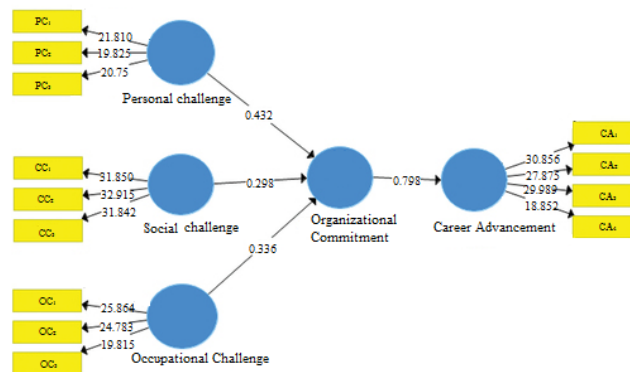 PC₁
21.810
PC₂
19.825
PC₃
20.75
Personal challenge
0.432
CC₁
31.850
CC₂
32.915
CC₃
31.842
Social challenge
0.298
OC₁
25.864
OC₂
24.783
OC₃
19.815
Occupational Challenge
0.336
Organizational
Commitment
0.798
Career Advancement
30.856
CA₁
27.875
CA₂
29.989
CA₃
18.852
CA₄